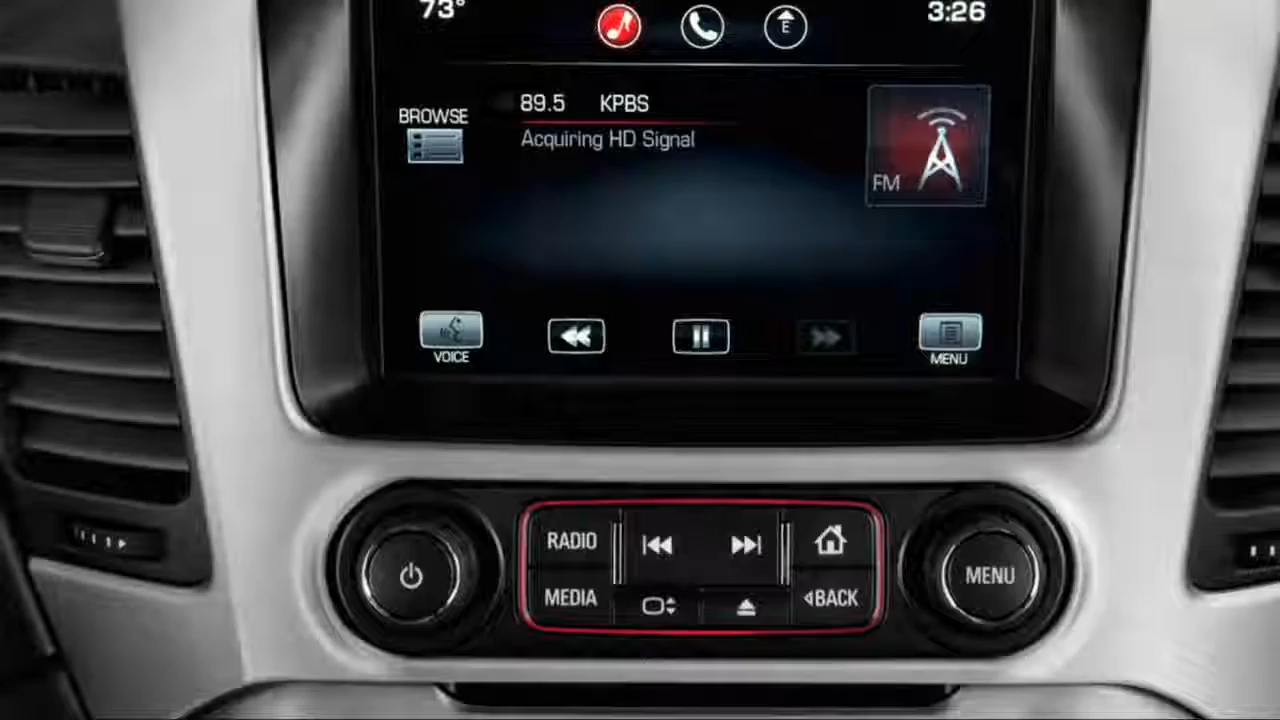 73°
E
3:26
BROWSE
89.5 KPBS
Acquiring HD Signal
FM
VOICE
MENU
RADIO
MEDIA
BACK
MENU